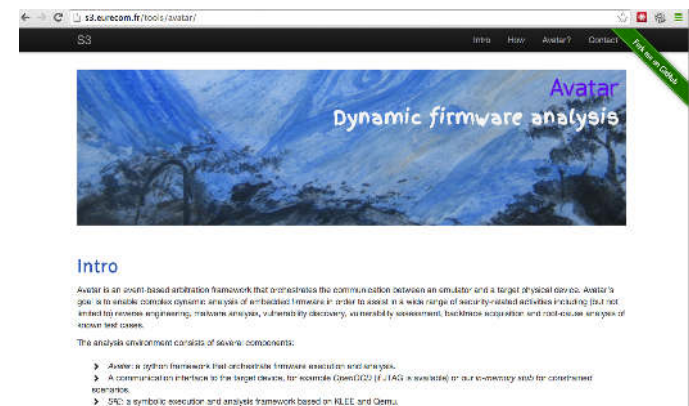 s3.eurecom.fr/tools/avatar/
S3 Intro How Avatar? Contact
Fork me on GitHub
Avatar
Dynamic firmware analysis
Intro
Avatar is an event-based arbitration framework that orchestrates the communication between an emulator and a target physical device. Avatar's
goal is to enable complex dynamic analysis of embedded firmware in order to assist in a wide range of security-related activities including (but not
limited to) reverse engineering, malware analysis, vulnerability discovery, vulnerability assessment, backtrace acquisition and root-cause analysis of
known test cases.
The analysis environment consists of several components:
Avatar: a python framework that orchestrate firmware execution and analysis.
A communication interface to the target device, for example OpenOCD (if JTAG is available) or our in-memory stub for constrained
scenarios.
S2E: a symbolic execution and analysis framework based on KLEE and Qemu.